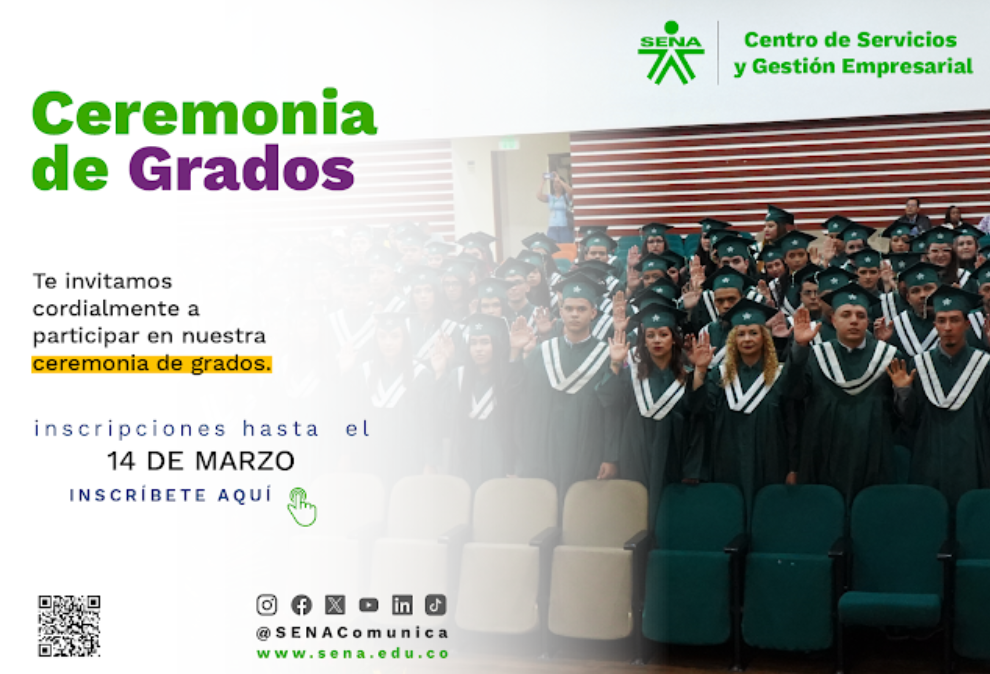 SENA
Centro de Servicios
y Gestión Empresarial
Ceremonia
de Grados
Te invitamos
cordialmente a
participar en nuestra
ceremonia de grados.
inscripciones hasta el
14 DE MARZO
INSCRÍBETE AQUÍ
@SENAComunica
www.sena.edu.co